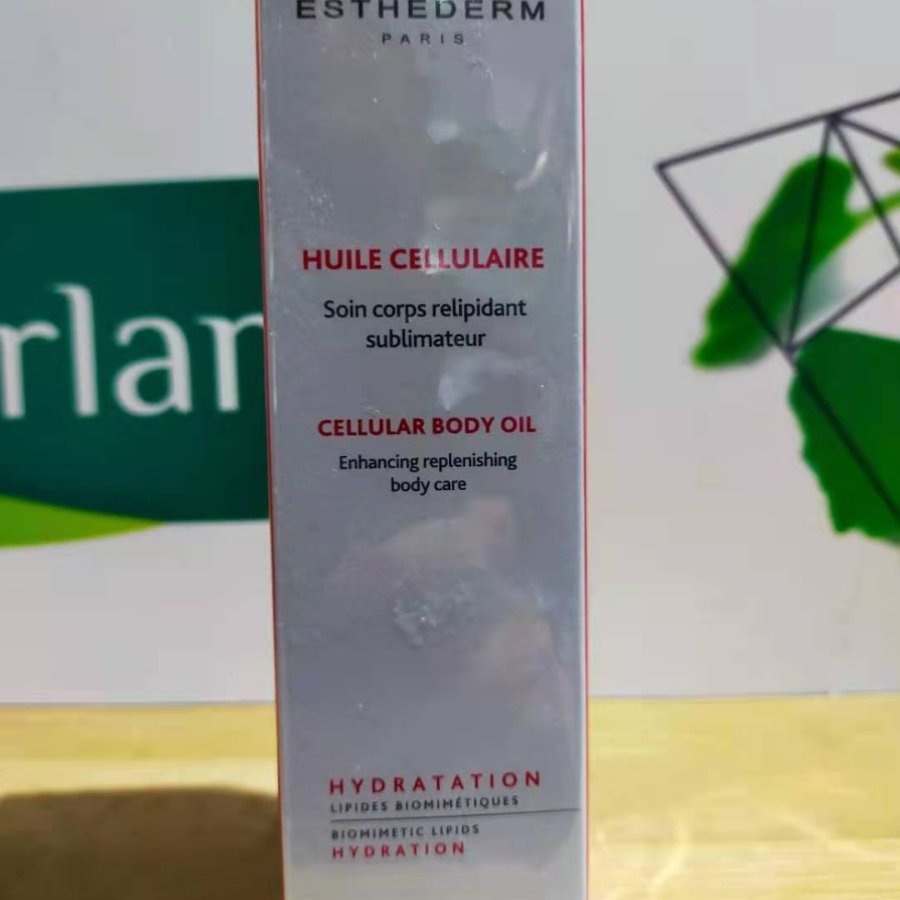 ESTHEDERM
PARIS
HUILE CELLULAIRE
Soin corps relipidant
sublimateur
CELLULAR BODY OIL
Enhancing replenishing
body care
HYDRATATION
LIPIDES BIOMIMÉTIQUES
BIOMIMETIC LIPIDS
HYDRATION
rlan